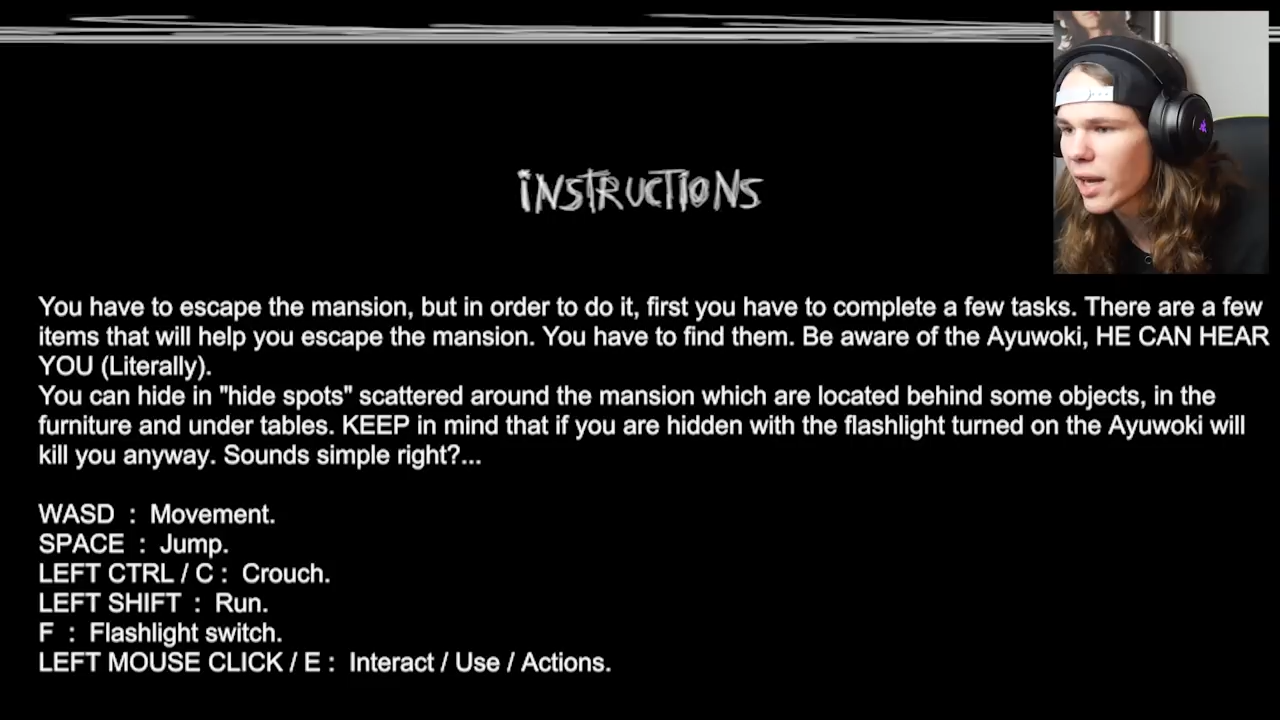 iNSTRUCTIONS
You have to escape the mansion, but in order to do it, first you have to complete a few tasks. There are a few
items that will help you escape the mansion. You have to find them. Be aware of the Ayuwoki, HE CAN HEAR
YOU (Literally).
You can hide in "hide spots" scattered around the mansion which are located behind some objects, in the
furniture and under tables. KEEP in mind that if you are hidden with the flashlight turned on the Ayuwoki will
kill you anyway. Sounds simple right?...
WASD : Movement.
SPACE : Jump.
LEFT CTRL / C : Crouch.
LEFT SHIFT : Run.
F : Flashlight switch.
LEFT MOUSE CLICK / E : Interact / Use / Actions.